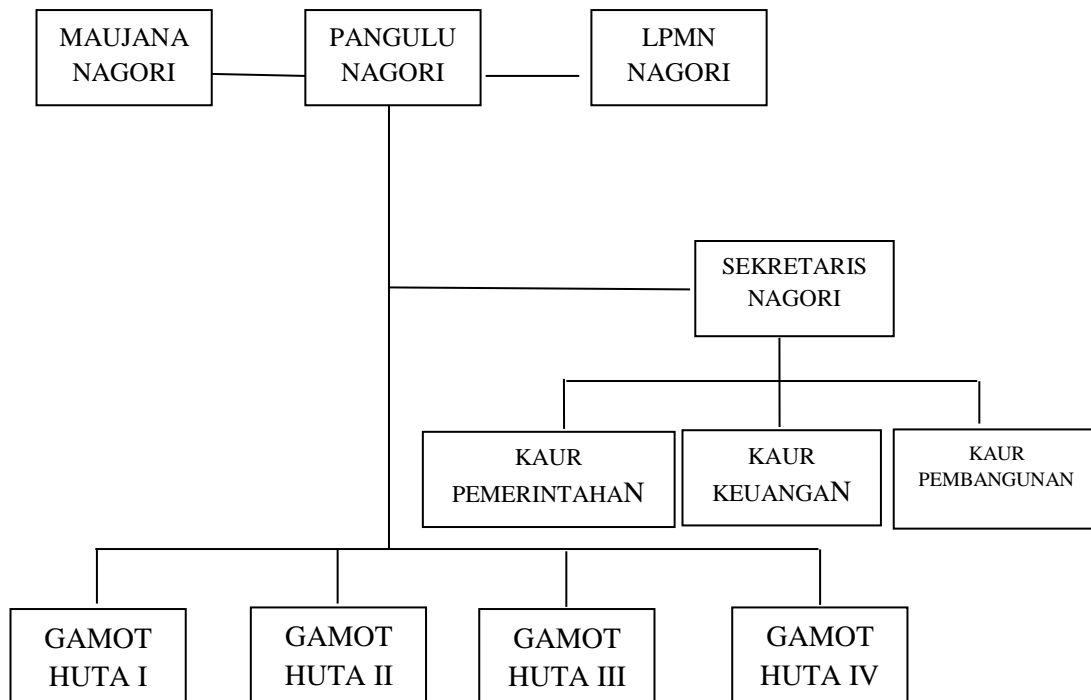 MAUJANA
NAGORI
PANGULU
NAGORI
LPMN
NAGORI
SEKRETARIS
NAGORI
KAUR
PEMERINTAHAN
KAUR
KEUANGAN
KAUR
PEMBANGUNAN
GAMOT
HUTA I
GAMOT
HUTA II
GAMOT
HUTA III
GAMOT
HUTA IV